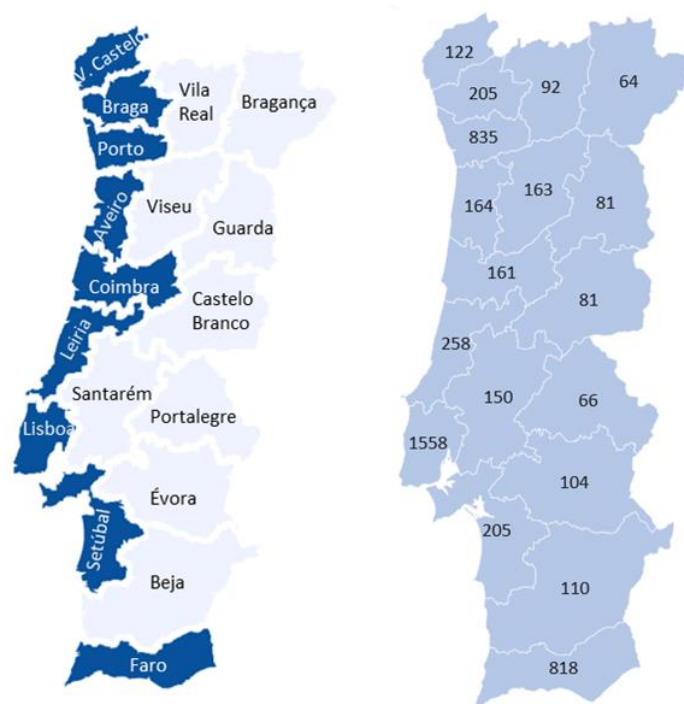 V. Castelo
Braga
Vila
Real
Bragança
Porto
Aveiro
Viseu
Guarda
Coimbra
Castelo
Branco
Leiria
Santarém
Lisboa
Portalegre
Évora
Setúbal
Beja
Faro
122
205
92
64
835
164
163
81
161
81
258
150
66
1558
104
205
110
818